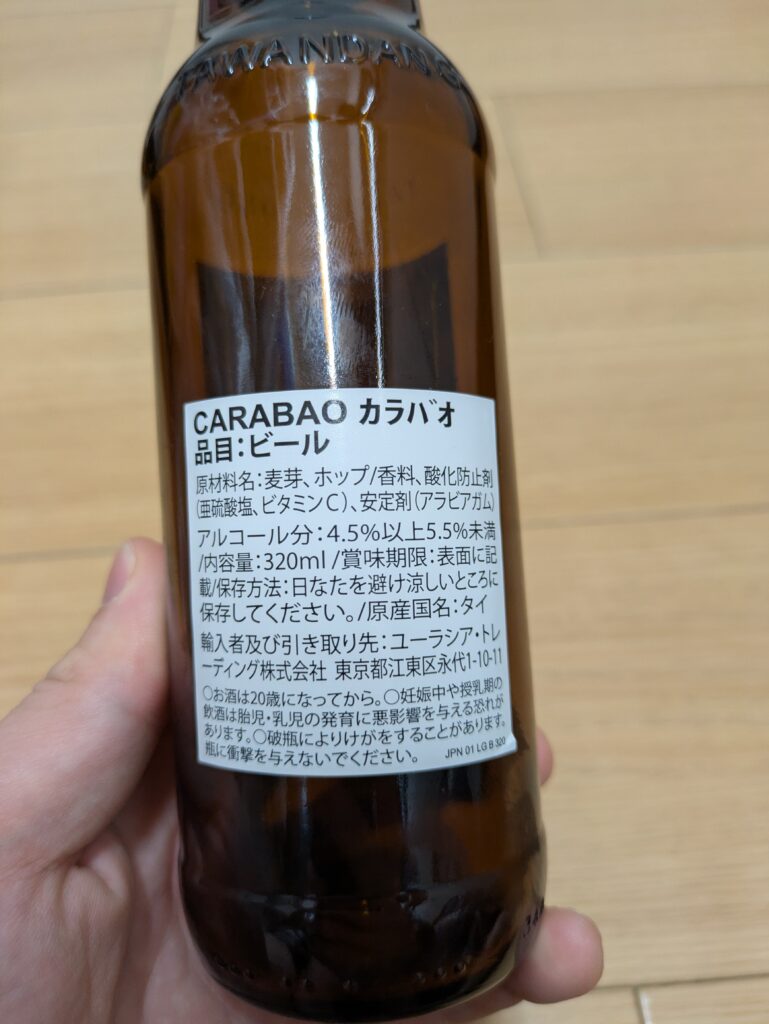 TAWANDANG
CARABAO カラバオ
品目：ビール
原材料名：麦芽、ホップ/香料、酸化防止剤
（亜硫酸塩、ビタミンC）、安定剤（アラビアガム）
アルコール分：4.5%以上5.5%未満
/内容量：320ml /賞味期限：表面に記
載/保存方法：日なたを避け涼しいところに
保存してください。/原産国名：タイ
輸入者及び引き取り先：ユーラシア・トレ
ーディング株式会社 東京都江東区永代1-10-11
○お酒は20歳になってから。○妊娠中や授乳期の
飲酒は胎児・乳児の発育に悪影響を与える恐れが
あります。○破瓶によりけがをすることがあります。
瓶に衝撃を与えないでください。
JPN 01 LG B 320